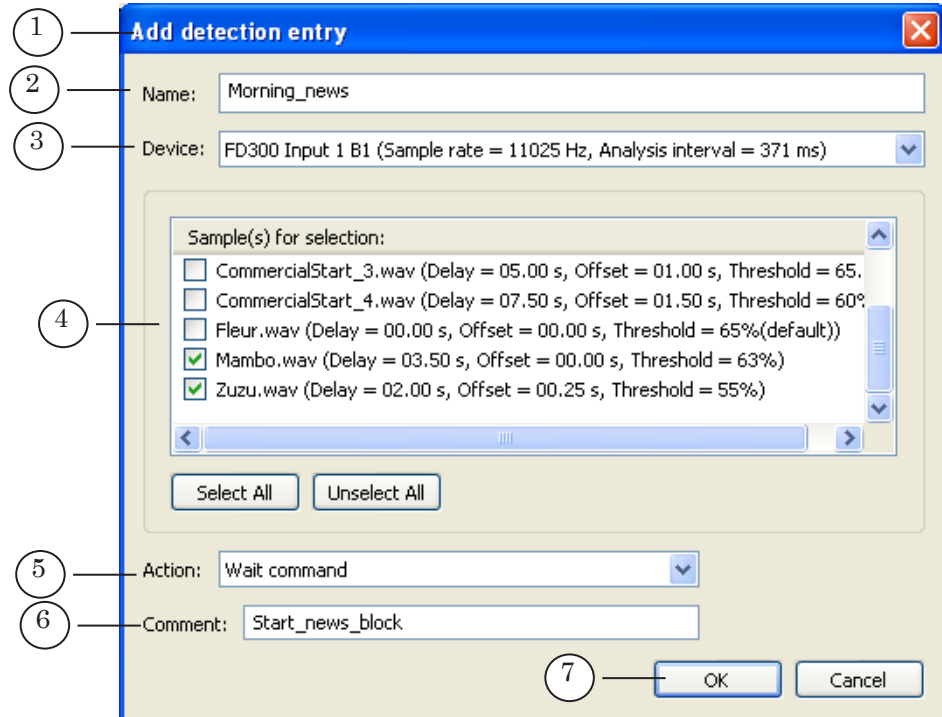 1
Add detection entry
2
Name: Morning_news
3
Device: FD300 Input 1 B1 (Sample rate = 11025 Hz, Analysis interval = 371 ms)
Sample(s) for selection:
CommercialStart_3.wav (Delay = 05.00 s, Offset = 01.00 s, Threshold = 65.
CommercialStart_4.wav (Delay = 07.50 s, Offset = 01.50 s, Threshold = 60%
4
Fleur.wav (Delay = 00.00 s, Offset = 00.00 s, Threshold = 65%(default))
Mambo.wav (Delay = 03.50 s, Offset = 00.00 s, Threshold = 63%)
Zuzu.wav (Delay = 02.00 s, Offset = 00.25 s, Threshold = 55%)
Select All Unselect All
5
Action: Wait command
6
Comment: Start_news_block
7
OK Cancel